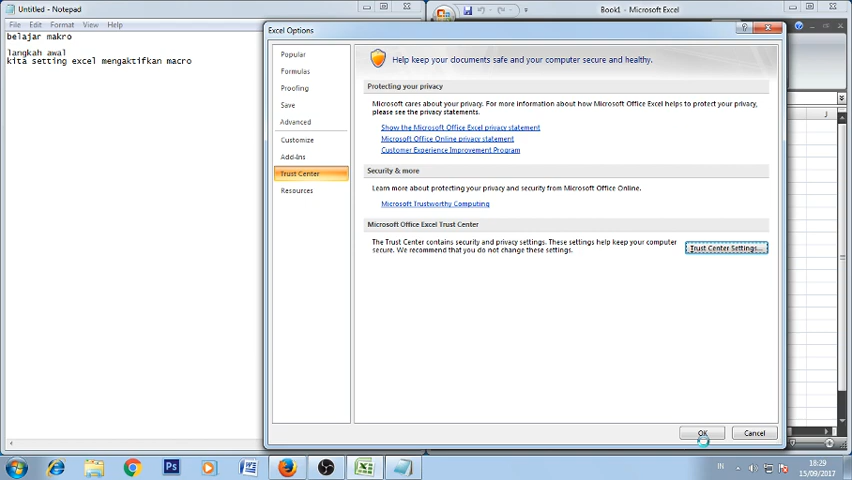 Untitled - Notepad
File Edit Format View Help
belajar makro
langkah awal
kita setting excel mengaktifkan macro
Book1 - Microsoft Excel
Excel Options
Popular
Formulas
Proofing
Save
Advanced
Customize
Add-Ins
Trust Center
Resources
Help keep your documents safe and your computer secure and healthy.
Protecting your privacy
Microsoft cares about your privacy. For more information about how Microsoft Office Excel helps to protect your privacy,
please see the privacy statements.
Show the Microsoft Office Excel privacy statement
Microsoft Office Online privacy statement
Customer Experience Improvement Program
Security & more
Learn more about protecting your privacy and security from Microsoft Office Online.
Microsoft Trustworthy Computing
Microsoft Office Excel Trust Center
The Trust Center contains security and privacy settings. These settings help keep your computer
secure. We recommend that you do not change these settings.
Trust Center Settings...
OK
Cancel
J
IN
18:29
15/09/2017